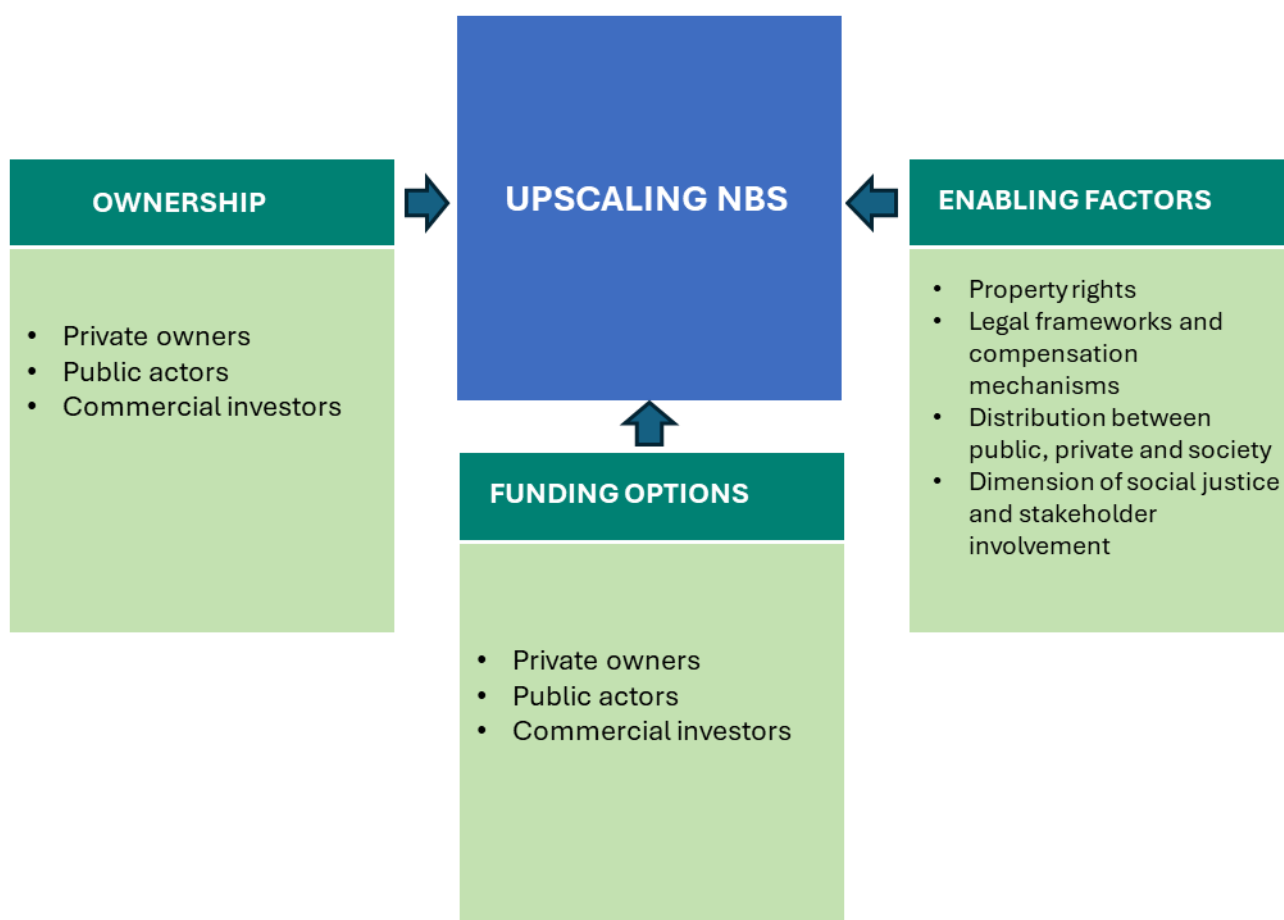 UPSCALING NBS
OWNERSHIP
• Private owners
• Public actors
• Commercial investors
FUNDING OPTIONS
• Private owners
• Public actors
• Commercial investors
ENABLING FACTORS
• Property rights
• Legal frameworks and
compensation
mechanisms
• Distribution between
public, private and society
• Dimension of social justice
and stakeholder
involvement